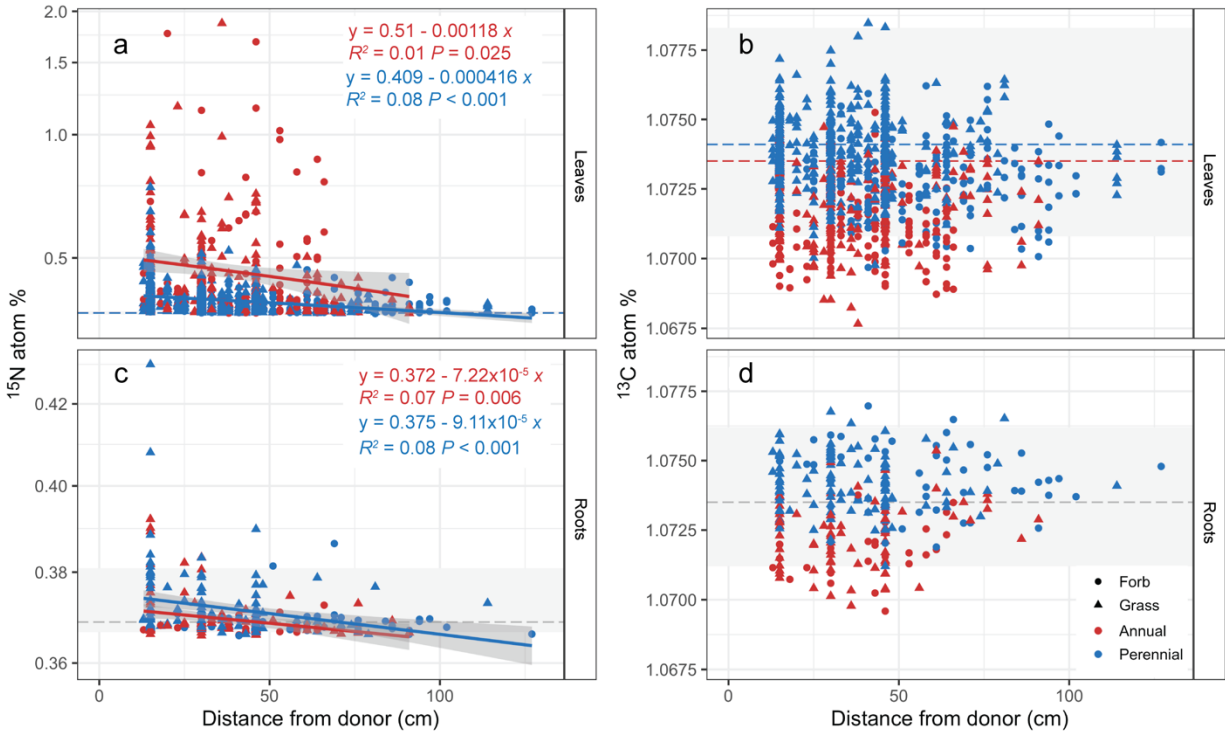 a
y = 0.51 - 0.00118 x
R² = 0.01 P = 0.025
y = 0.409 - 0.000416 x
R² = 0.08 P < 0.001
2.0
1.5
1.0
0.5
Leaves
b
1.0775
1.0750
1.0725
1.0700
1.0675
Leaves
¹⁵N atom %
¹³C atom %
c
y = 0.372 - 7.22x10⁻⁵ x
R² = 0.07 P = 0.006
y = 0.375 - 9.11x10⁻⁵ x
R² = 0.08 P < 0.001
0.42
0.40
0.38
0.36
Roots
d
1.0775
1.0750
1.0725
1.0700
1.0675
Roots
Forb
Grass
Annual
Perennial
0 50 100
Distance from donor (cm)
0 50 100
Distance from donor (cm)